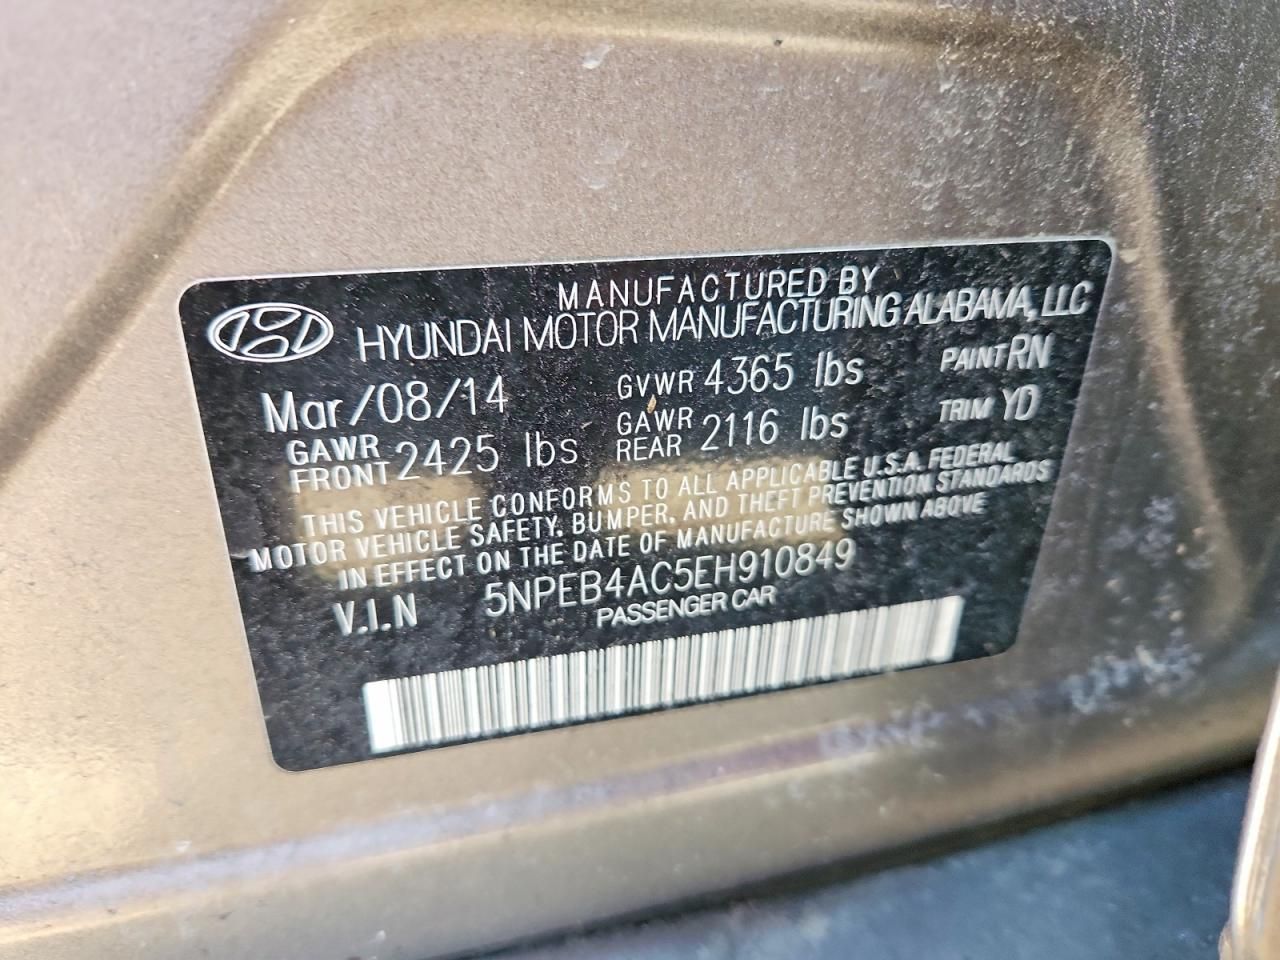 MANUFACTURED BY
HYUNDAI MOTOR MANUFACTURING ALABAMA, LLC
Mar/08/14 GVWR 4365 lbs PAINT RN
GAWR FRONT 2425 lbs GAWR REAR 2116 lbs TRIM YD
THIS VEHICLE CONFORMS TO ALL APPLICABLE U.S.A. FEDERAL
MOTOR VEHICLE SAFETY, BUMPER, AND THEFT PREVENTION STANDARDS
IN EFFECT ON THE DATE OF MANUFACTURE SHOWN ABOVE
V.I.N 5NPEB4AC5EH910849
PASSENGER CAR